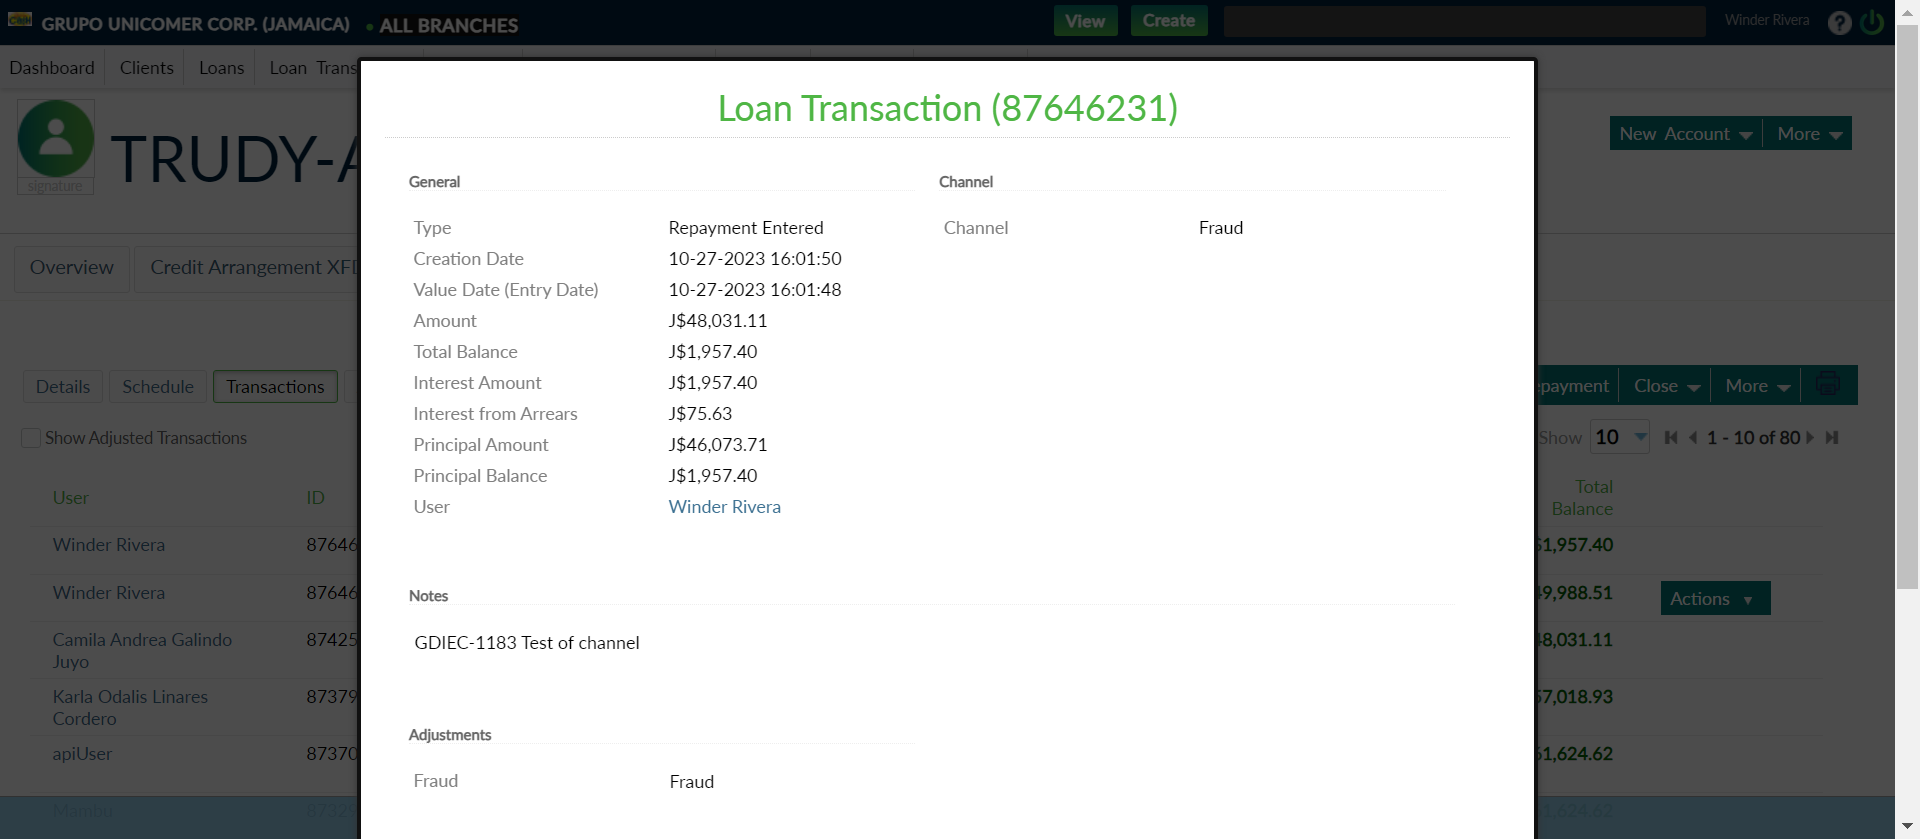 GRUPO UNICOMER CORP. (JAMAICA) • ALL BRANCHES View Create Winder Rivera ?
Dashboard Clients Loans Loan
signature
TRUDY-
New Account More
Overview Credit Arrangement
Details Schedule Transactions
Close More
Show Adjusted Transactions
Show 10 1 - 10 of 80
User ID Total Balance
Winder Rivera 87646 1,957.40
Winder Rivera 87646 9,988.51 Actions
Camila Andrea Galindo Juyo 87425 8,031.11
Karla Odalis Linares Cordero 87379 7,018.93
apiUser 87370 1,624.62
Mambu 1,624.62
Loan Transaction (87646231)
General
Type Repayment Entered
Creation Date 10-27-2023 16:01:50
Value Date (Entry Date) 10-27-2023 16:01:48
Amount J$48,031.11
Total Balance J$1,957.40
Interest Amount J$1,957.40
Interest from Arrears J$75.63
Principal Amount J$46,073.71
Principal Balance J$1,957.40
User Winder Rivera
Channel
Channel Fraud
Notes
GDIEC-1183 Test of channel
Adjustments
Fraud Fraud